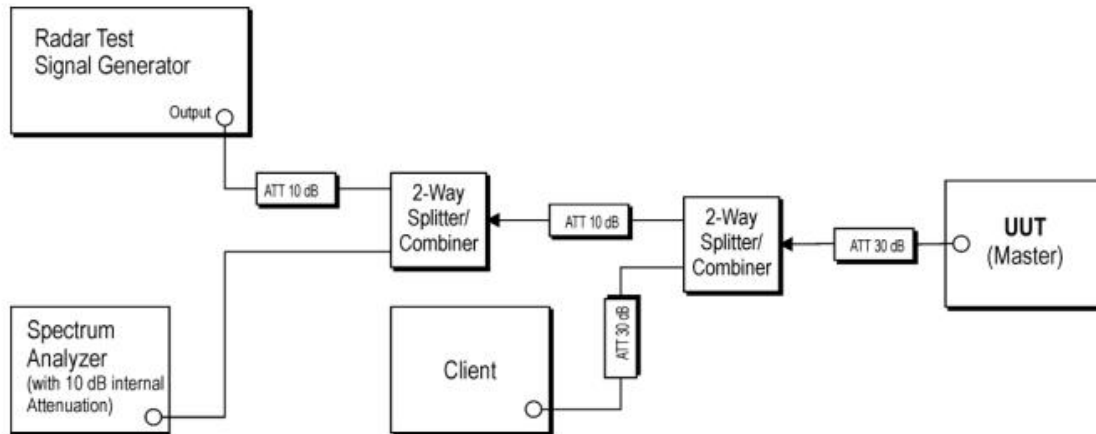 Radar Test
Signal Generator
Output
ATT 10 dB
2-Way
Splitter/
Combiner
ATT 10 dB
2-Way
Splitter/
Combiner
ATT 30 dB
UUT
(Master)
Spectrum
Analyzer
(with 10 dB internal
Attenuation)
Client
ATT 30 dB